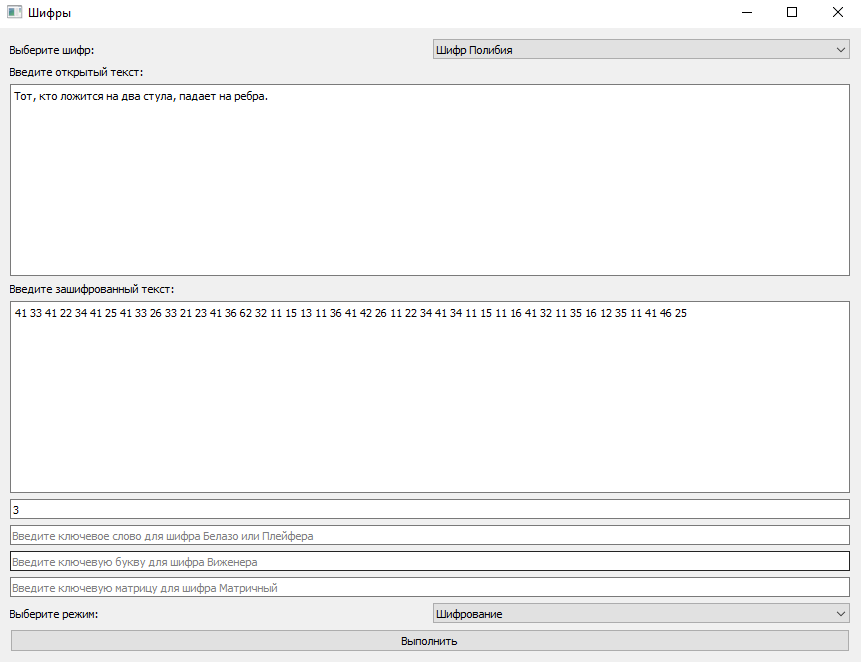 Шифры
Выберите шифр:
Шифр Полибия
Введите открытый текст:
Тот, кто ложится на два стула, падает на ребра.
Введите зашифрованный текст:
41 33 41 22 34 41 25 41 33 26 33 21 23 41 36 62 32 11 15 13 11 36 41 42 26 11 22 34 41 34 11 15 11 16 41 32 11 35 16 12 35 11 41 46 25
3
Введите ключевое слово для шифра Белазо или Плейфера
Введите ключевую букву для шифра Виженера
Введите ключевую матрицу для шифра Матричный
Выберите режим:
Шифрование
Выполнить